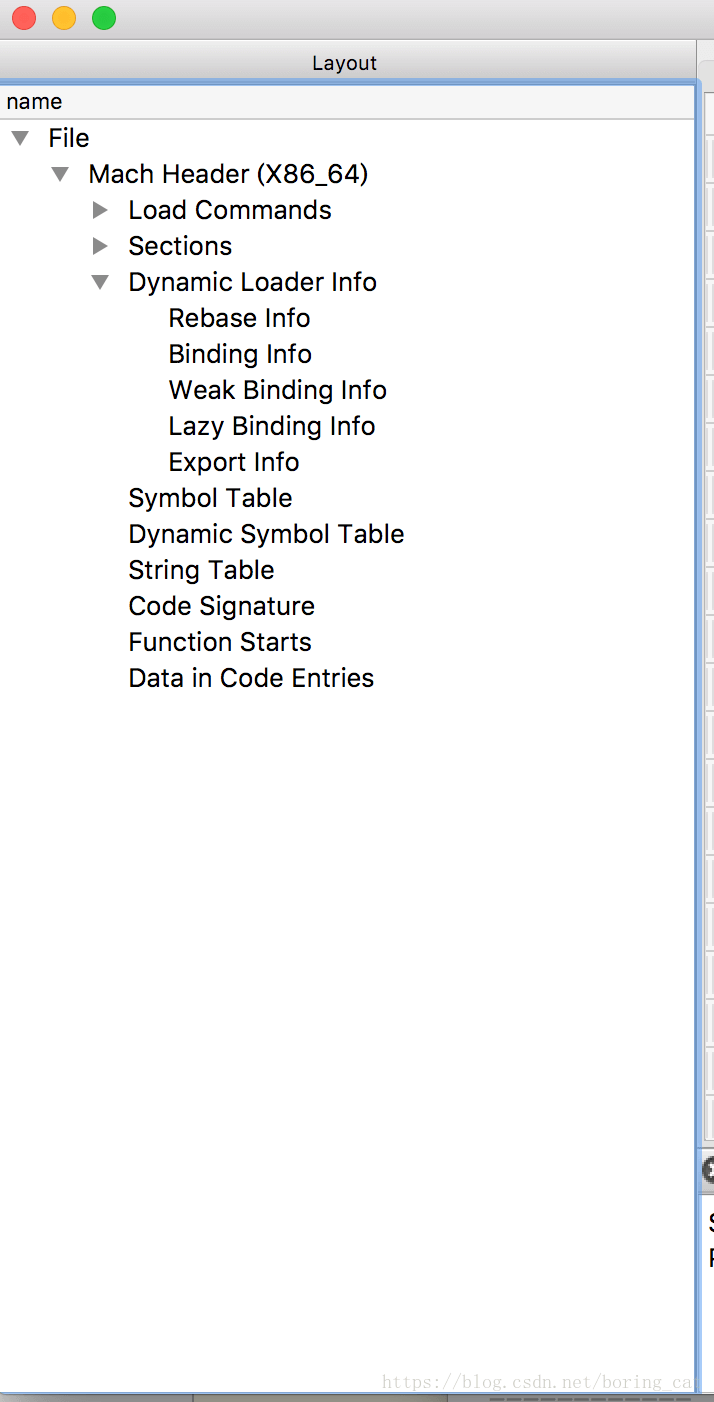 Layout
name
File
Mach Header (X86_64)
Load Commands
Sections
Dynamic Loader Info
Rebase Info
Binding Info
Weak Binding Info
Lazy Binding Info
Export Info
Symbol Table
Dynamic Symbol Table
String Table
Code Signature
Function Starts
Data in Code Entries
https://blog.csdn.net/boring_ca